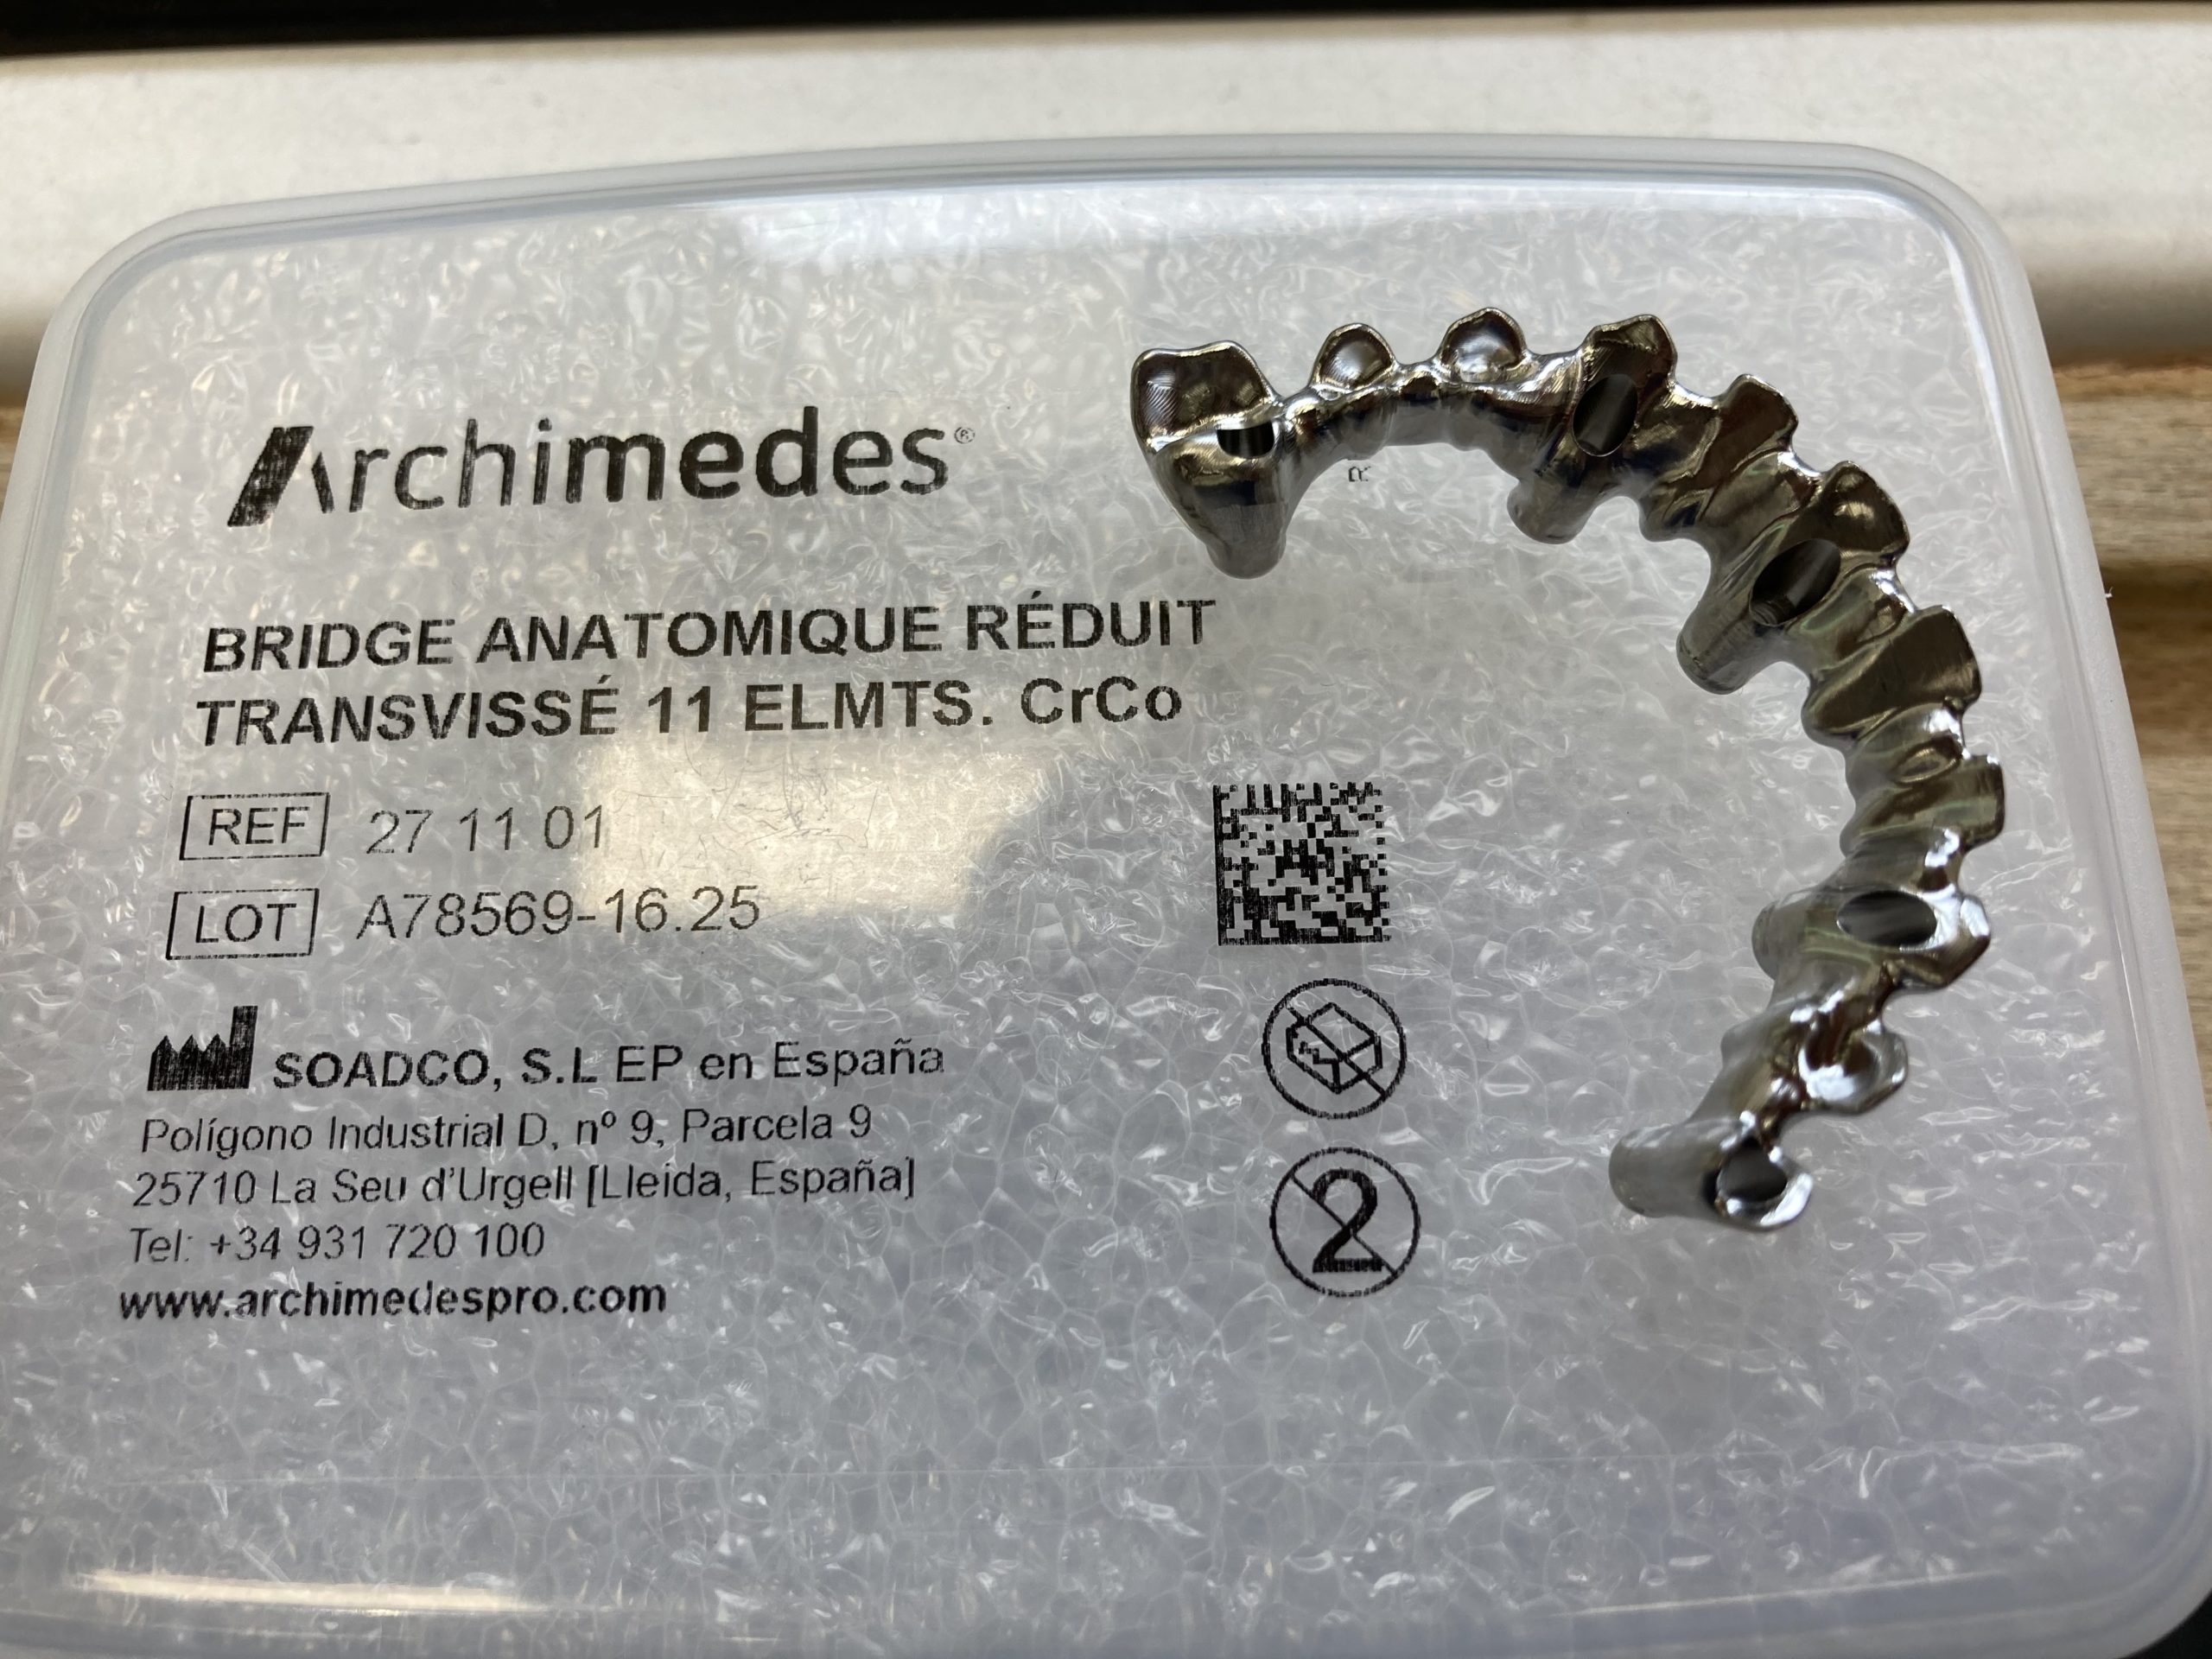 Archimedes®
BRIDGE ANATOMIQUE RÉDUIT
TRANSVISSÉ 11 ELMTS. CrCo
REF 27 11 01
LOT A78569-16.25
SOADCO, S.L EP en España
Polígono Industrial D, nº 9, Parcela 9
25710 La Seu d'Urgell [Lleida, España]
Tel: +34 931 720 100
www.archimedespro.com
2